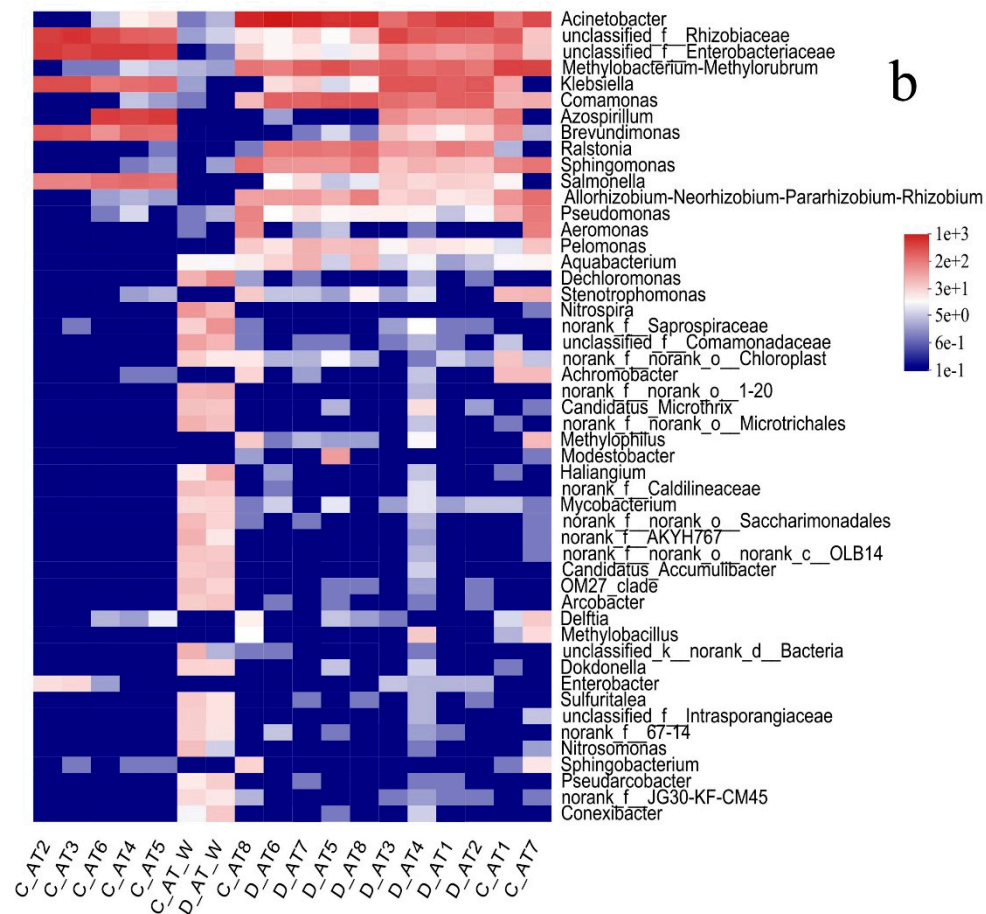 Acinetobacter
unclassified_f__Rhizobiaceae
unclassified_f__Enterobacteriaceae
Methylobacterium-Methylorubrum
b
Klebsiella
Comamonas
Azospirillum
Brevundimonas
Ralstonia
Sphingomonas
Salmonella
Allorhizobium-Neorhizobium-Pararhizobium-Rhizobium
Pseudomonas
Aeromonas
1e+3
Pelomonas
Aquabacterium
2e+2
Dechloromonas
3e+1
Stenotrophomonas
Nitrospira
5e+0
norank_f__Saprospiraceae
unclassified_f__Comamonadaceae
6e-1
norank_f__norank_o__Chloroplast
1e-1
Achromobacter
norank_f__norank_o__1-20
Candidatus_Microthrix
norank_f__norank_o__Microtrichales
Methylophilus
Modestobacter
Haliangium
norank_f__Caldilineaceae
Mycobacterium
norank_f__norank_o__Saccharimonadales
norank_f__AKYH767
norank_f__norank_o__norank_c__OLB14
Candidatus_Accumulibacter
OM27_clade
Arcobacter
Delftia
Methylobacillus
unclassified_k__norank_d__Bacteria
Dokdonella
Enterobacter
Sulfuritalea
unclassified_f__Intrasporangiaceae
norank_f__67-14
Nitrosomonas
Sphingobacterium
Pseudarcobacter
norank_f__JG30-KF-CM45
Conexibacter
C_AT2 C_AT3 C_AT6 C_AT4 C_AT5 C_AT_W D_AT_W C_AT8 D_AT6 D_AT7 D_AT5 D_AT8 D_AT3 D_AT4 D_AT1 D_AT2 C_AT1 C_AT7